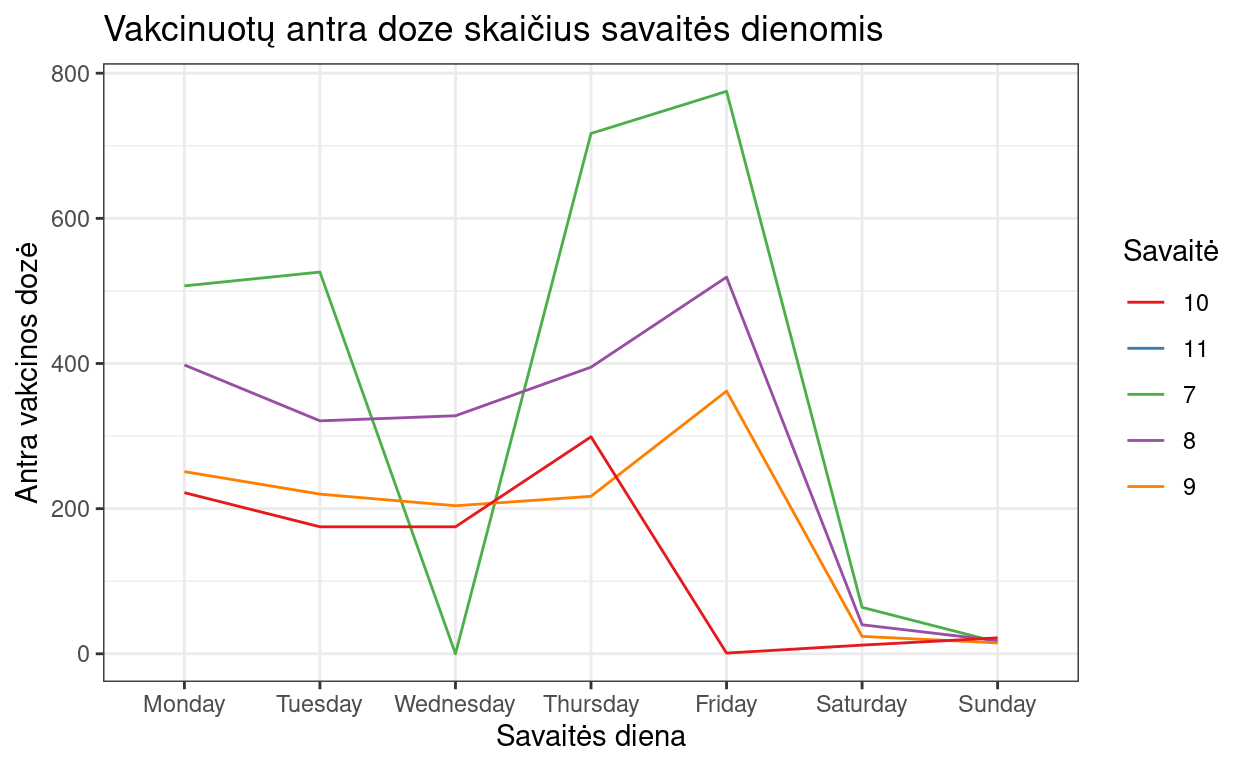 Vakcinuotų antra doze skaičius savaitės dienomis
800
600
400
200
0
Antra vakcinos dozė
Monday Tuesday Wednesday Thursday Friday Saturday Sunday
Savaitės diena
Savaitė
10
11
7
8
9